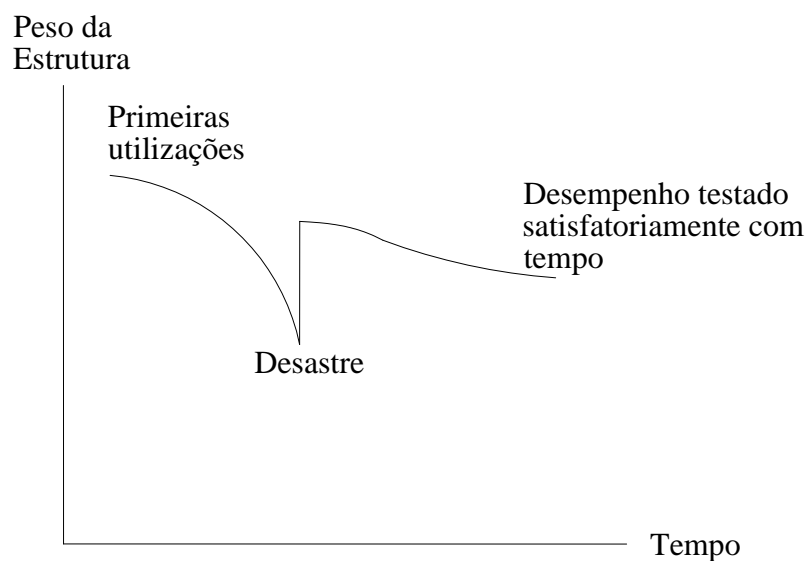 Peso da
Estrutura
Primeiras
utilizações
Desempenho testado
satisfatoriamente com
tempo
Desastre
Tempo